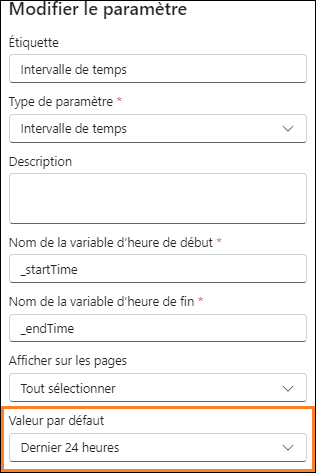 Modifier le paramètre
Étiquette
Intervalle de temps
Type de paramètre *
Intervalle de temps
Description
Nom de la variable d'heure de début *
_startTime
Nom de la variable d'heure de fin *
_endTime
Afficher sur les pages
Tout sélectionner
Valeur par défaut
Dernier 24 heures